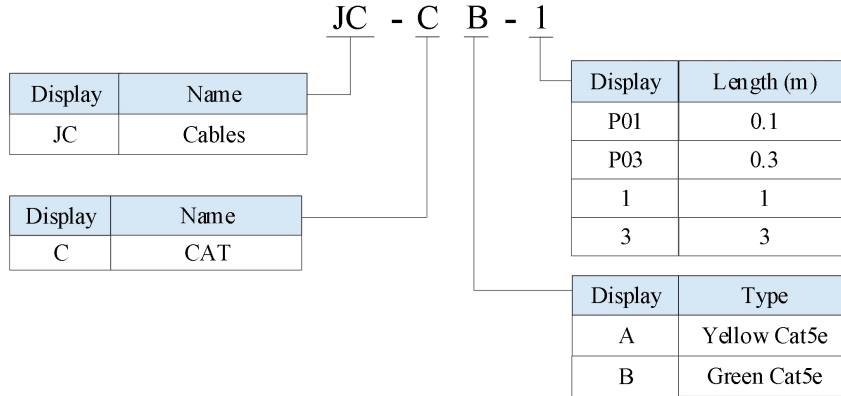 JC - C B - 1
Display Name
JC Cables
Display Name
C CAT
Display Length (m)
P01 0.1
P03 0.3
1 1
3 3
Display Type
A Yellow Cat5e
B Green Cat5e